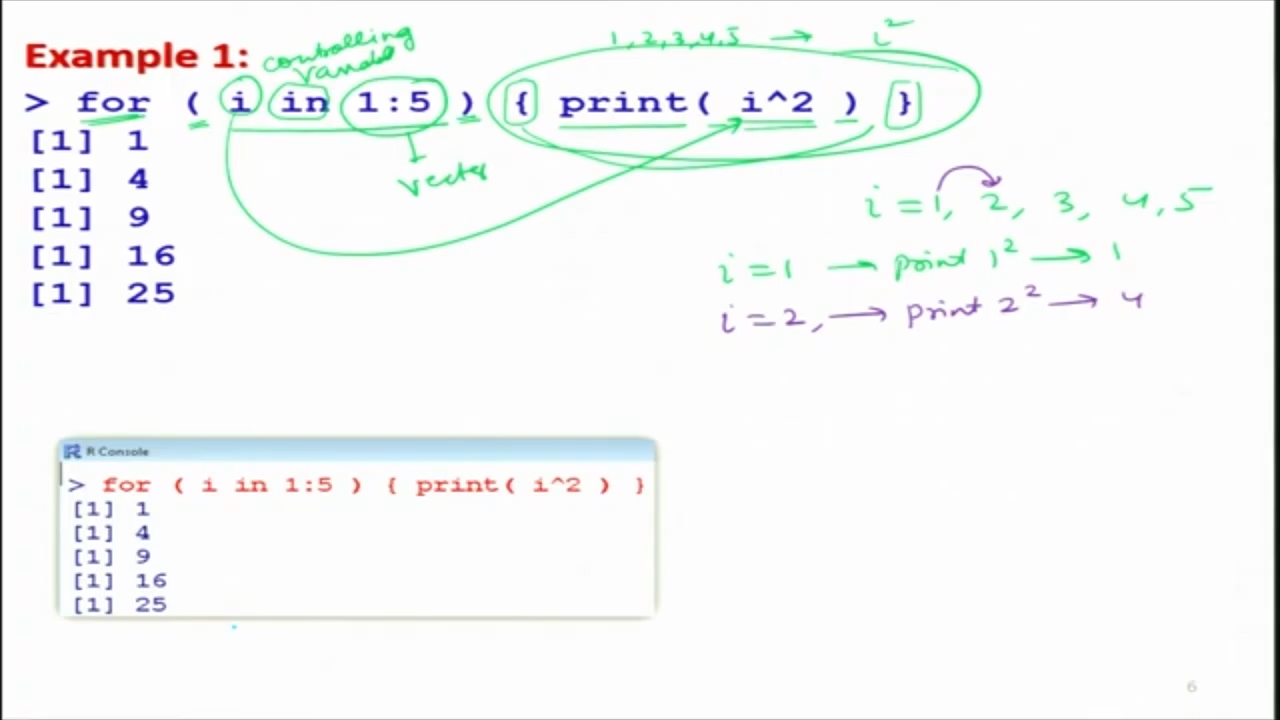 Example 1:
controlling
1, 2, 3, 4, 5 → i²
> for ( i in 1:5 ) { print( i^2 ) }
vector
[1] 1
[1] 4
[1] 9
[1] 16
[1] 25
i = 1, 2, 3, 4, 5
i = 1 → print 1² → 1
i = 2, → print 2² → 4
R Console
> for ( i in 1:5 ) { print( i^2 ) }
[1] 1
[1] 4
[1] 9
[1] 16
[1] 25
6